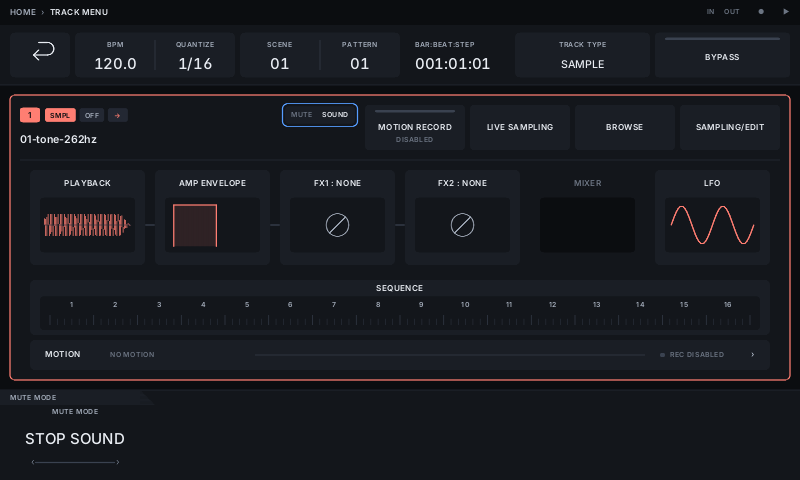 HOME › TRACK MENU
IN OUT
BPM
120.0
QUANTIZE
1/16
SCENE
01
PATTERN
01
BAR:BEAT:STEP
001:01:01
TRACK TYPE
SAMPLE
BYPASS
1 SMPL OFF →
01-tone-262hz
MUTE SOUND
MOTION RECORD
DISABLED
LIVE SAMPLING
BROWSE
SAMPLING/EDIT
PLAYBACK
AMP ENVELOPE
FX1 : NONE
FX2 : NONE
MIXER
LFO
SEQUENCE
1 2 3 4 5 6 7 8 9 10 11 12 13 14 15 16
MOTION NO MOTION REC DISABLED ›
MUTE MODE
MUTE MODE
STOP SOUND